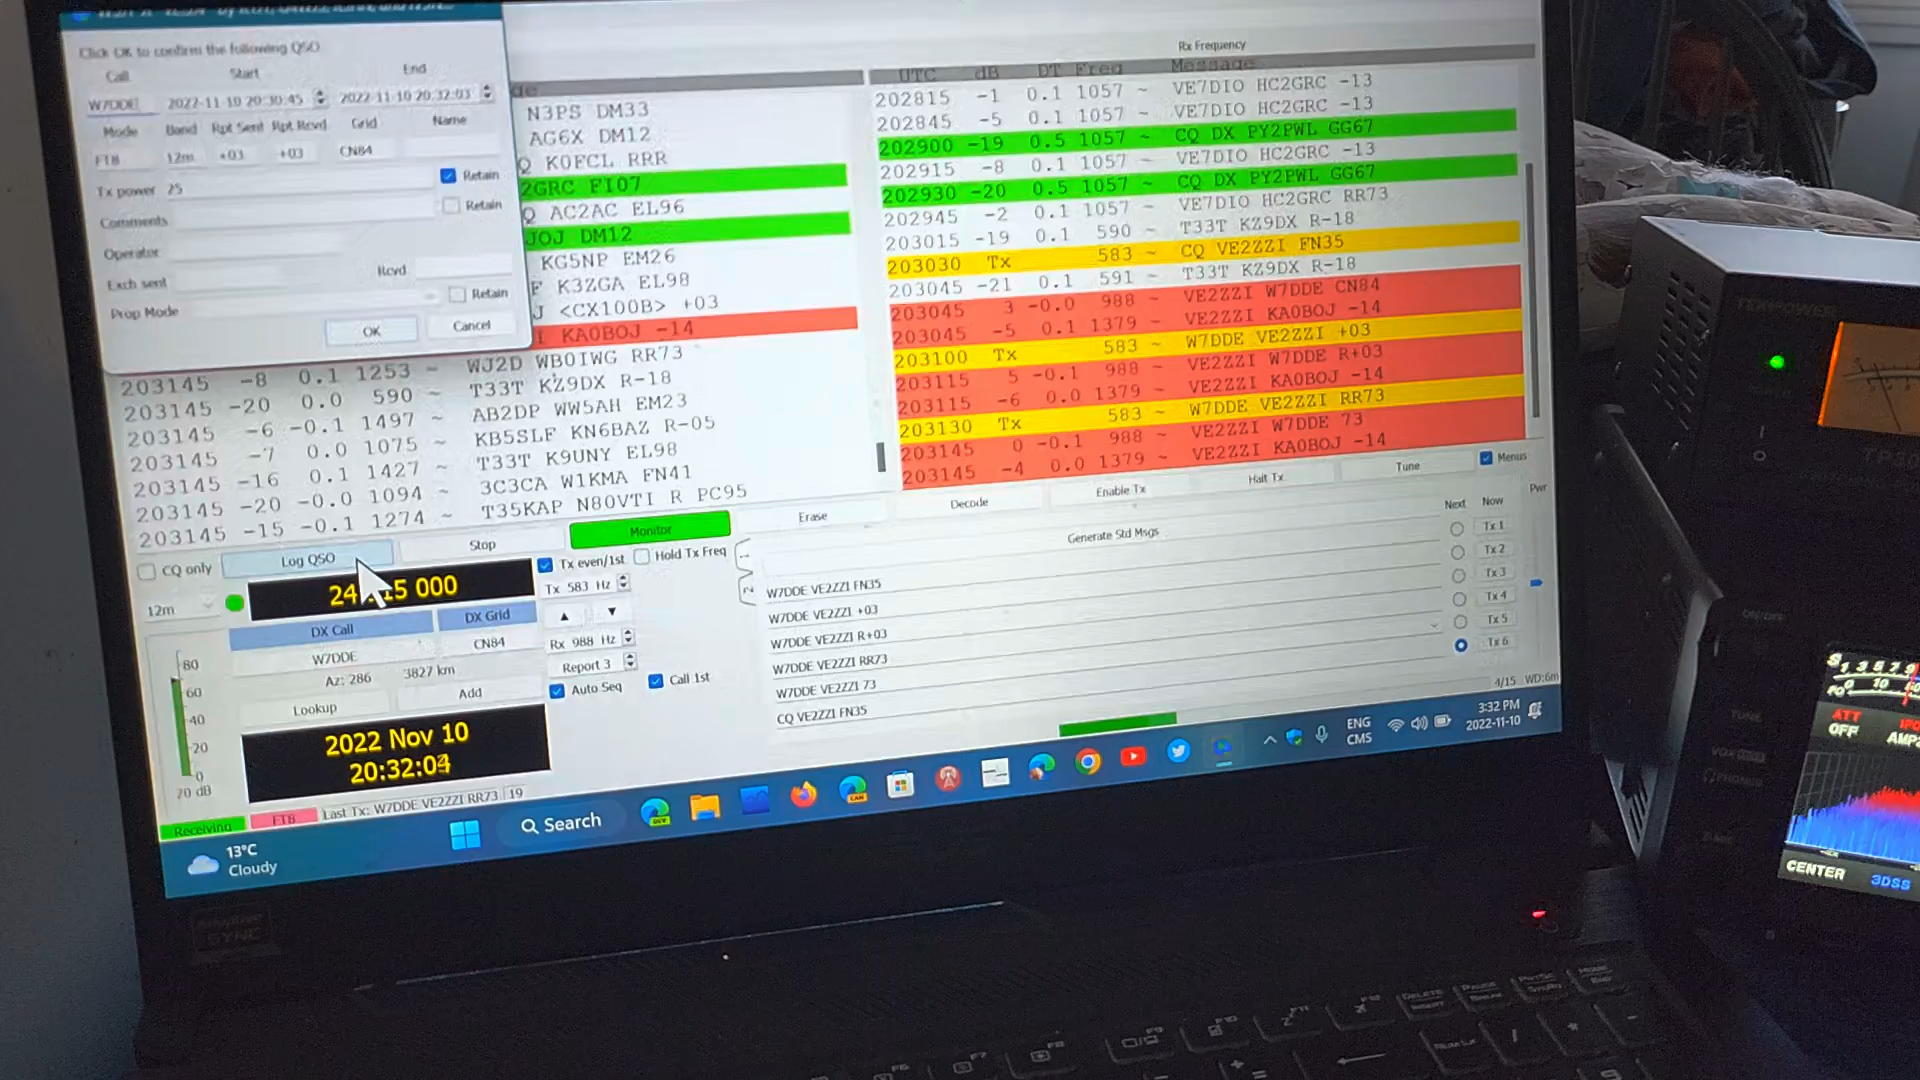 Click OK to confirm the following QSO
Call Start End
W7DDE 2022-11-10 20:30:45 2022-11-10 20:32:03
Mode Band Rpt Sent Rpt Rcvd Grid Name
FT8 12m +03 +03 CN84
Tx power 25 Retain
Comments Retain
Operator
Exch sent Rcvd
Prop Mode Retain
OK Cancel
N3PS DM33
AG6X DM12
Q K0FCL RRR
2GRC FI07
Q AC2AC EL96
JOJ DM12
KG5NP EM26
F K3ZGA EL98
J <CX100B> +03
I KA0BOJ -14
203145 -8 0.1 1253 ~ WJ2D WB0IWG RR73
203145 -20 0.0 590 ~ T33T KZ9DX R-18
203145 -6 -0.1 1497 ~ AB2DP WW5AH EM23
203145 -7 0.0 1075 ~ KB5SLF KN6BAZ R-05
203145 -16 0.1 1427 ~ T33T K9UNY EL98
203145 -20 -0.0 1094 ~ 3C3CA W1KMA FN41
203145 -15 -0.1 1274 ~ T35KAP N80VTI R PC95
Rx Frequency
UTC dB DT Freq Message
202815 -1 0.1 1057 ~ VE7DIO HC2GRC -13
202845 -5 0.1 1057 ~ VE7DIO HC2GRC -13
202900 -19 0.5 1057 ~ CQ DX PY2PWL GG67
202915 -8 0.1 1057 ~ VE7DIO HC2GRC -13
202930 -20 0.5 1057 ~ CQ DX PY2PWL GG67
202945 -2 0.1 1057 ~ VE7DIO HC2GRC RR73
203015 -19 0.1 590 ~ T33T KZ9DX R-18
203030 Tx 583 ~ CQ VE2ZZI FN35
203045 -21 0.1 591 ~ T33T KZ9DX R-18
203045 3 -0.0 988 ~ VE2ZZI W7DDE CN84
203045 -5 0.1 1379 ~ VE2ZZI KA0BOJ -14
203100 Tx 583 ~ W7DDE VE2ZZI +03
203115 5 -0.1 988 ~ VE2ZZI W7DDE R+03
203115 -6 0.0 1379 ~ VE2ZZI KA0BOJ -14
203130 Tx 583 ~ W7DDE VE2ZZI RR73
203145 0 -0.1 988 ~ VE2ZZI W7DDE 73
203145 -4 0.0 1379 ~ VE2ZZI KA0BOJ -14
CQ only Log QSO Stop Monitor Erase Decode Enable Tx Halt Tx Tune Menus
12m
DX Call DX Grid
W7DDE CN84
Az: 286 3827 km
Lookup Add
2022 Nov 10
Tx even/1st Hold Tx Freq
Tx 583 Hz
Rx 988 Hz
Report 3
Auto Seq Call 1st
80
60
40
20
0
70 dB
Generate Std Msgs Next Now Pwr
W7DDE VE2ZZI FN35 Tx 1
W7DDE VE2ZZI +03 Tx 2
W7DDE VE2ZZI R+03 Tx 3
W7DDE VE2ZZI RR73 Tx 4
W7DDE VE2ZZI 73 Tx 5
CQ VE2ZZI FN35 Tx 6
Receiving FT8 Last Tx: W7DDE VE2ZZI RR73 19
4/15 WD:6m
13°C
Cloudy
Search
DEV
CAN
ENG
CMS
3:32 PM
2022-11-10
TEKPOWER
ATT
OFF
CENTER 3DSS